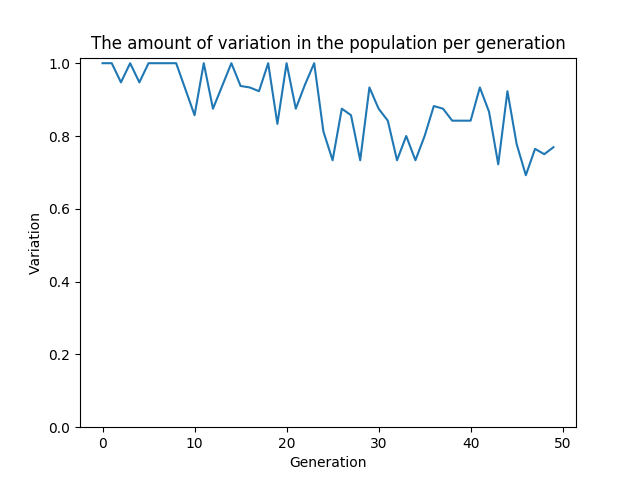 The amount of variation in the population per generation
1.0
0.8
0.6
0.4
0.2
0.0
Variation
0 10 20 30 40 50
Generation